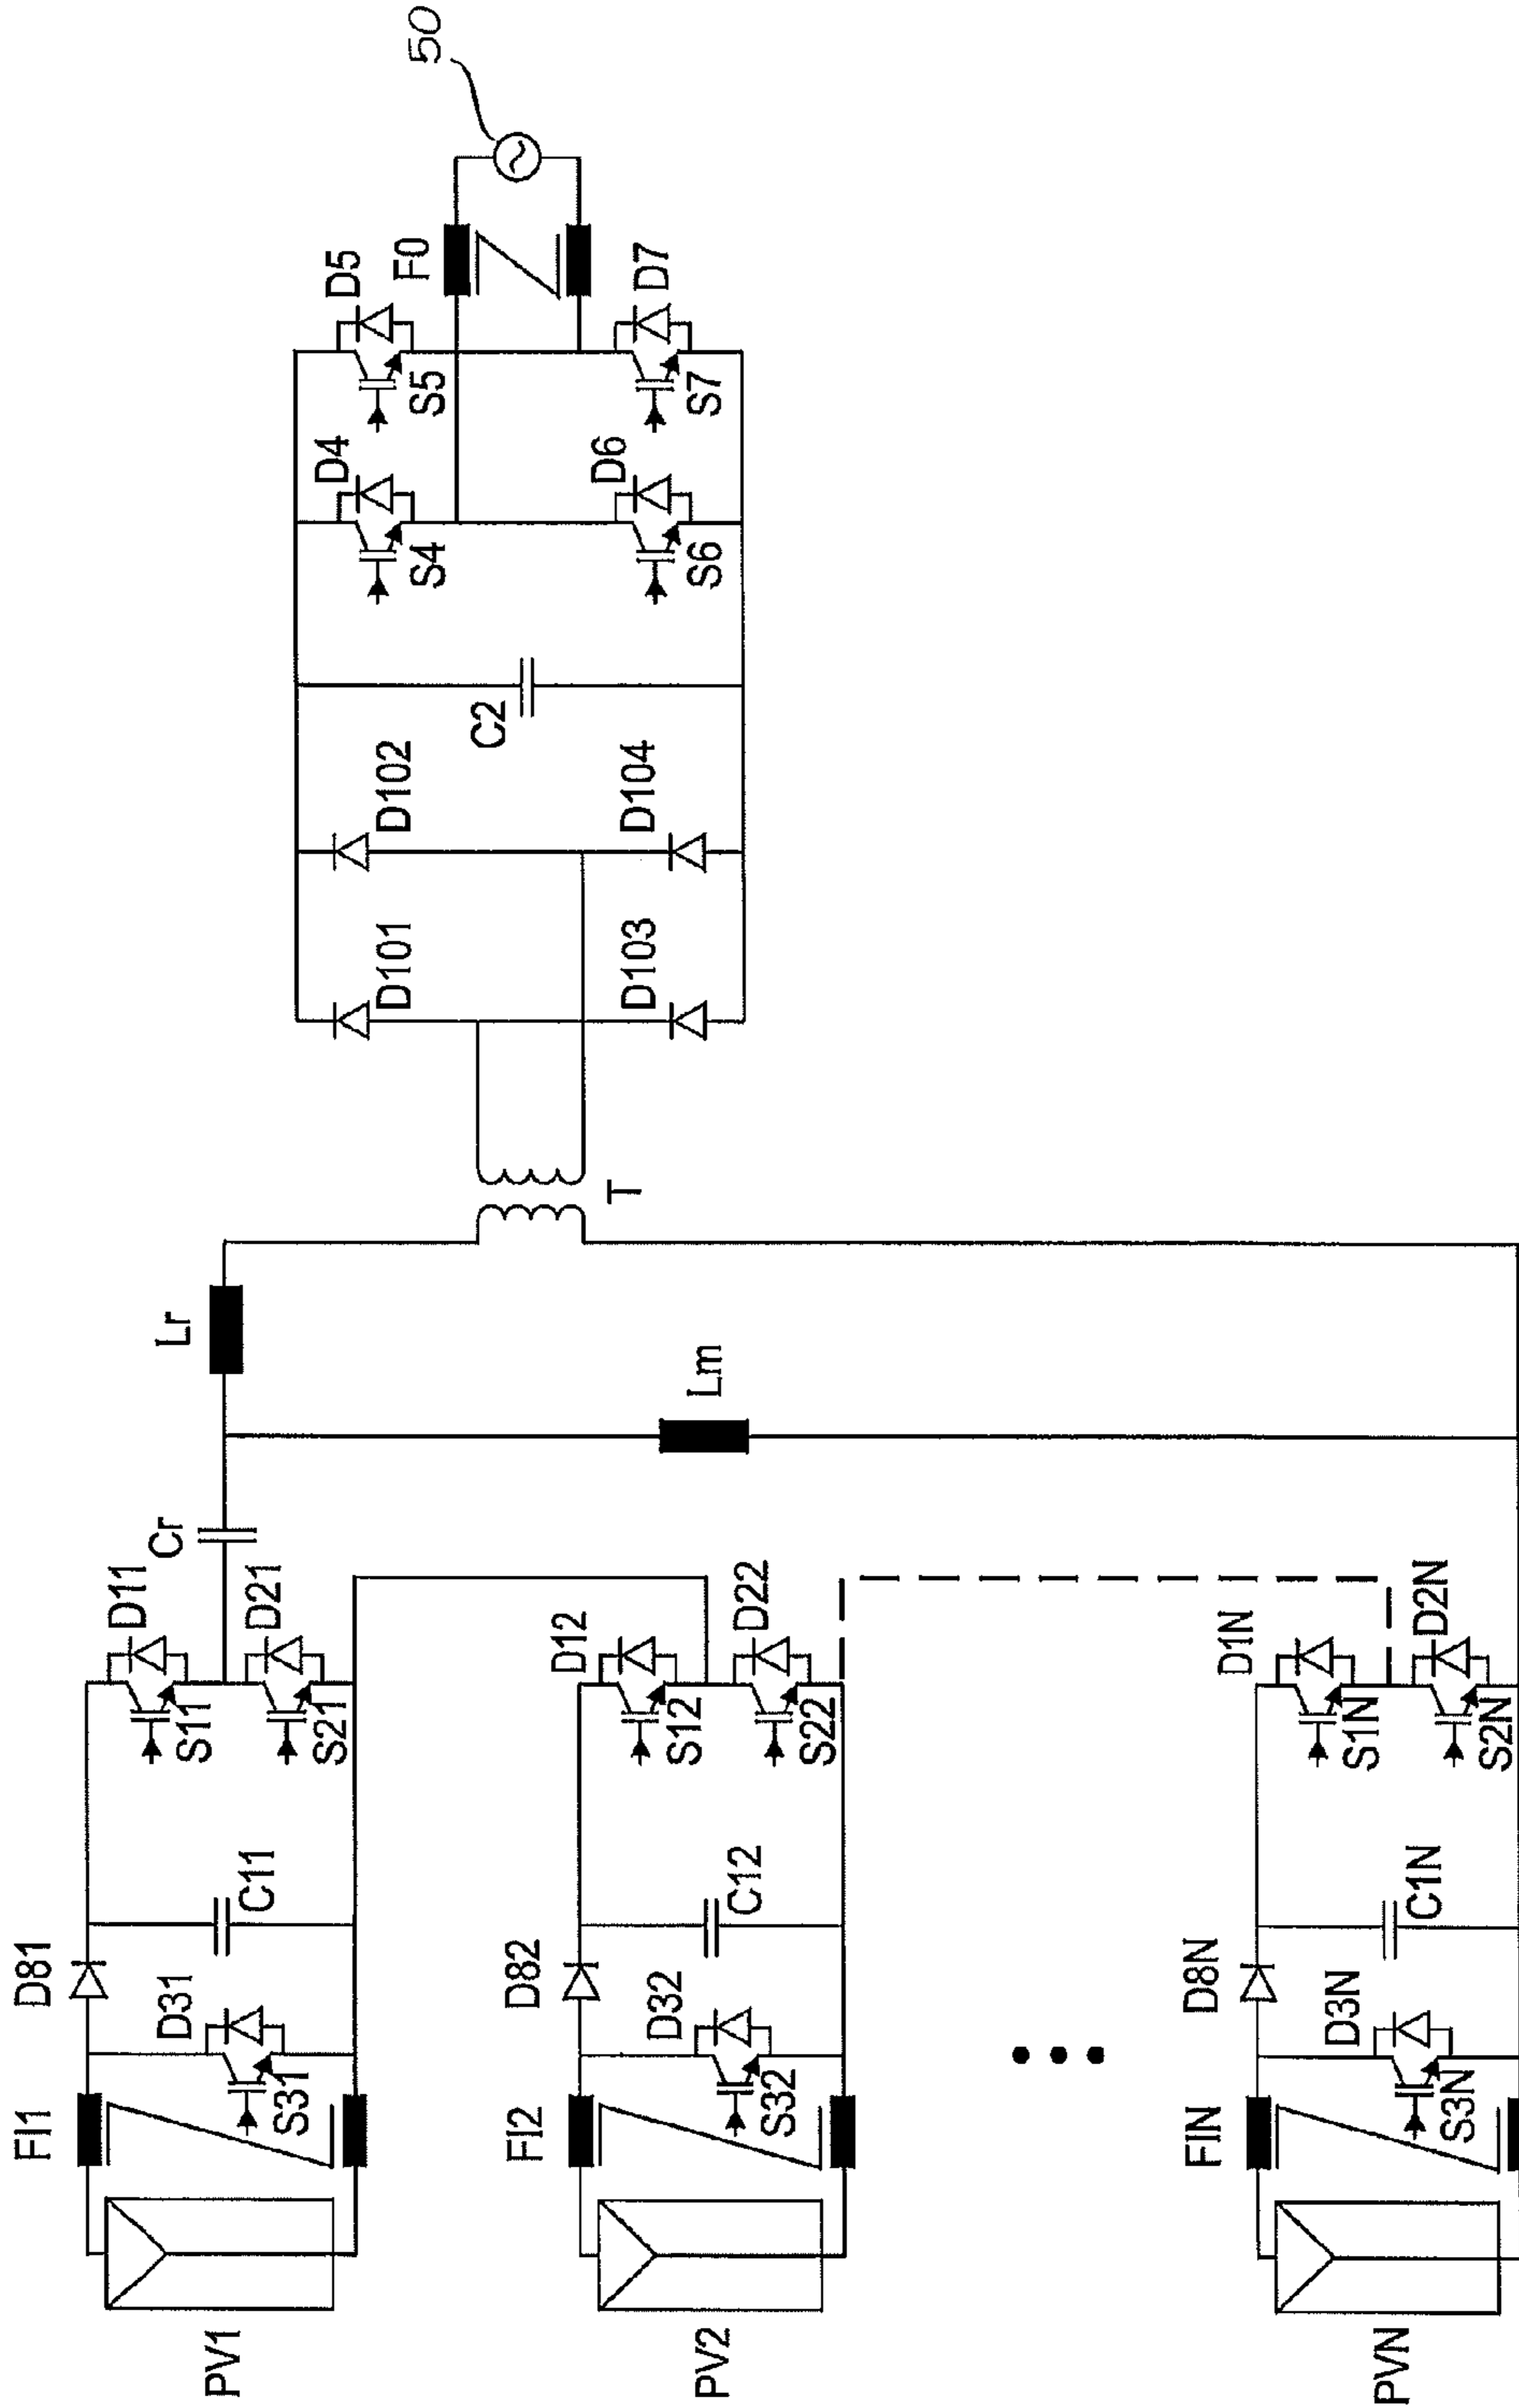 PV1
FI1
S31
D31
D81
C11
S11
D11
S21
D21
Cr
Lr
Lm
T
PV2
FI2
S32
D32
D82
C12
S12
D12
S22
D22
PVN
FIN
S3N
D3N
D8N
C1N
S1N
D1N
S2N
D2N
D101
D102
D103
D104
C2
S4
D4
S5
D5
S6
D6
S7
D7
F0
50